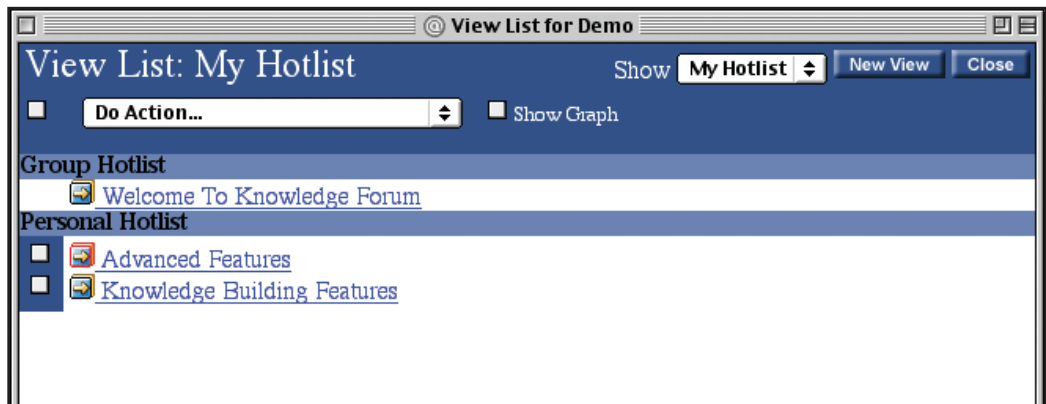 View List for Demo
View List: My Hotlist Show My Hotlist New View Close
Do Action... Show Graph
Group Hotlist
Welcome To Knowledge Forum
Personal Hotlist
Advanced Features
Knowledge Building Features